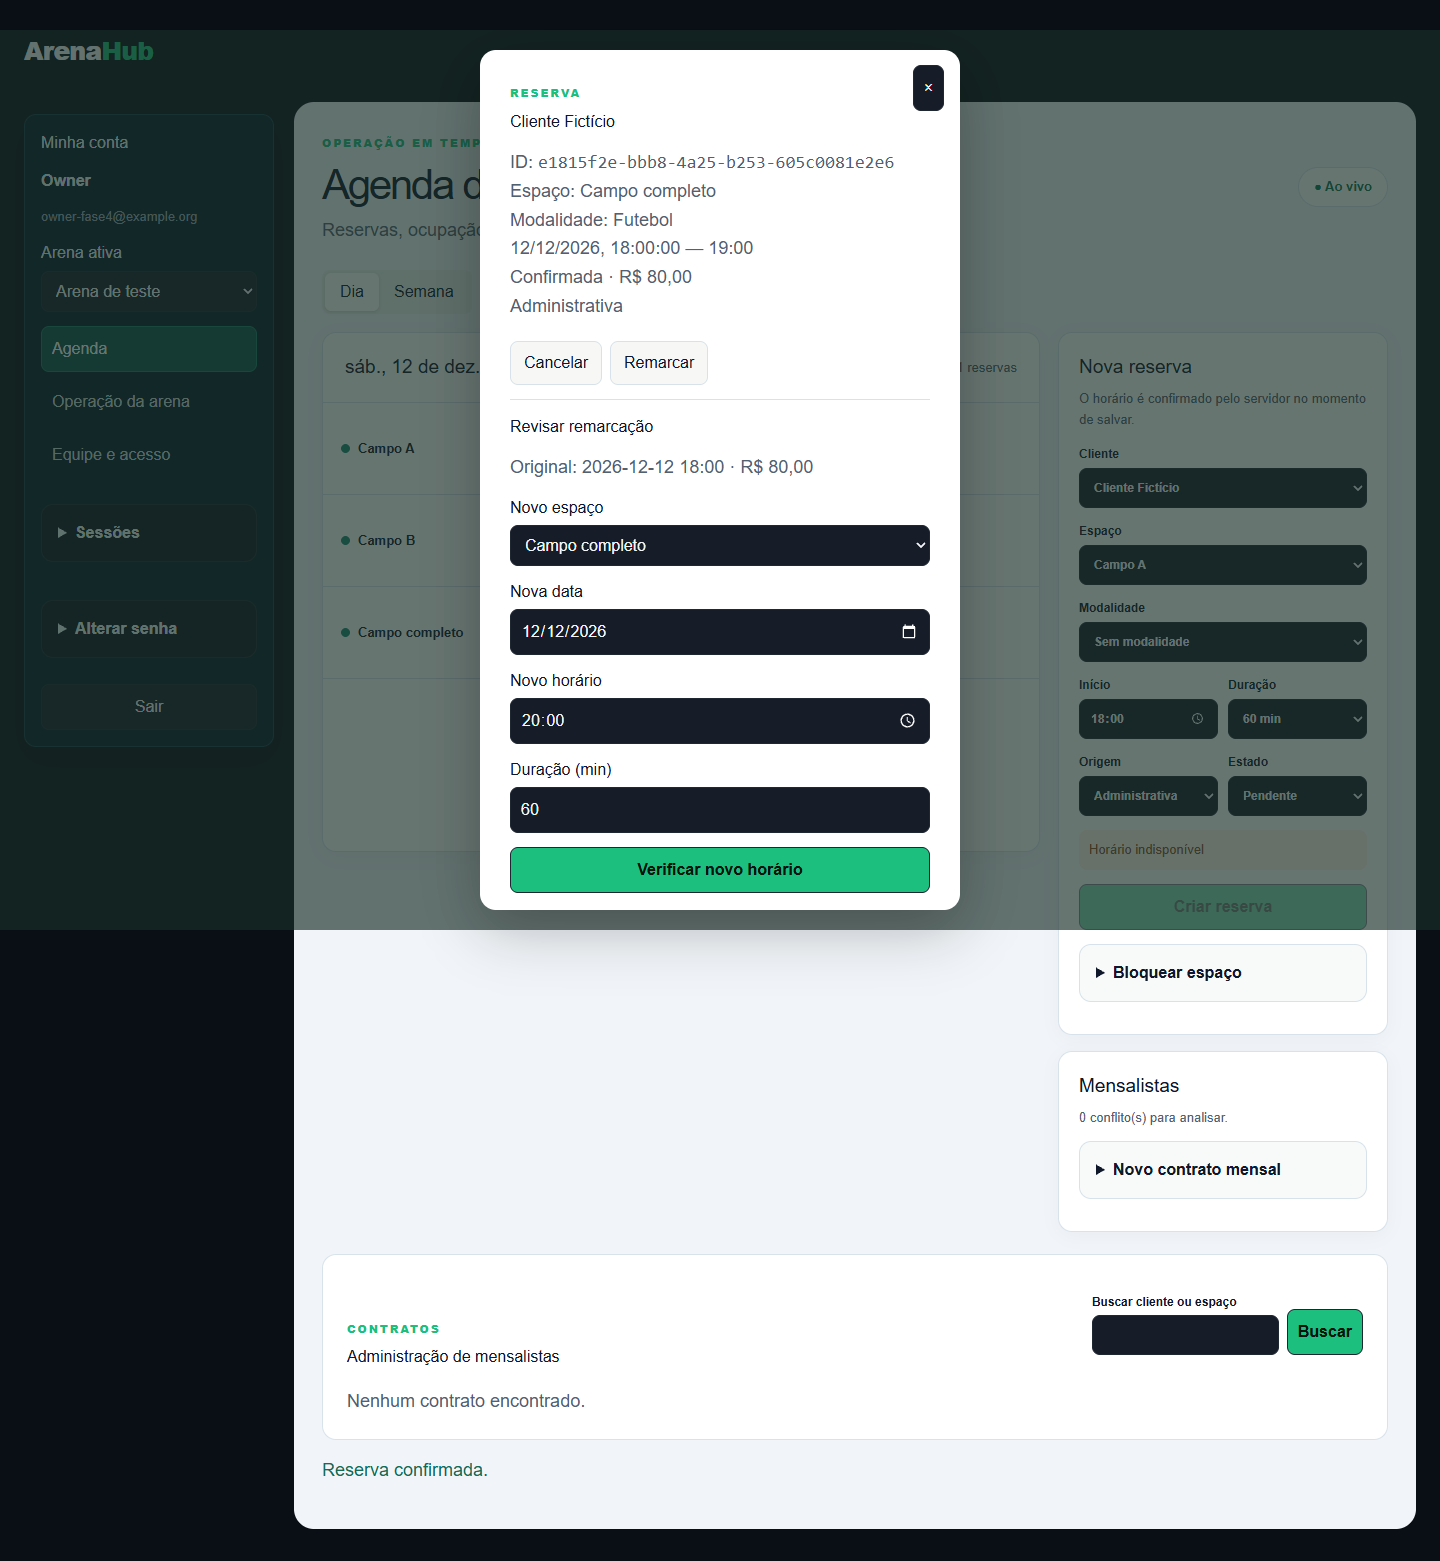 ArenaHub
Minha conta
Owner
owner-fase4@example.org
Arena ativa
Arena de teste
Agenda
Operação da arena
Equipe e acesso
Sessões
Alterar senha
Sair
OPERAÇÃO EM TEMP
Agenda d
Reservas, ocupação
Ao vivo
Dia
Semana
sáb., 12 de dez.
reservas
Campo A
Campo B
Campo completo
RESERVA
×
Cliente Fictício
ID: e1815f2e-bbb8-4a25-b253-605c0081e2e6
Espaço: Campo completo
Modalidade: Futebol
12/12/2026, 18:00:00 — 19:00
Confirmada · R$ 80,00
Administrativa
Cancelar
Remarcar
Revisar remarcação
Original: 2026-12-12 18:00 · R$ 80,00
Novo espaço
Campo completo
Nova data
12/12/2026
Novo horário
20:00
Duração (min)
60
Verificar novo horário
Nova reserva
O horário é confirmado pelo servidor no momento
de salvar.
Cliente
Cliente Fictício
Espaço
Campo A
Modalidade
Sem modalidade
Início
Duração
18:00
60 min
Origem
Estado
Administrativa
Pendente
Horário indisponível
Criar reserva
Bloquear espaço
Mensalistas
0 conflito(s) para analisar.
Novo contrato mensal
CONTRATOS
Administração de mensalistas
Buscar cliente ou espaço
Buscar
Nenhum contrato encontrado.
Reserva confirmada.